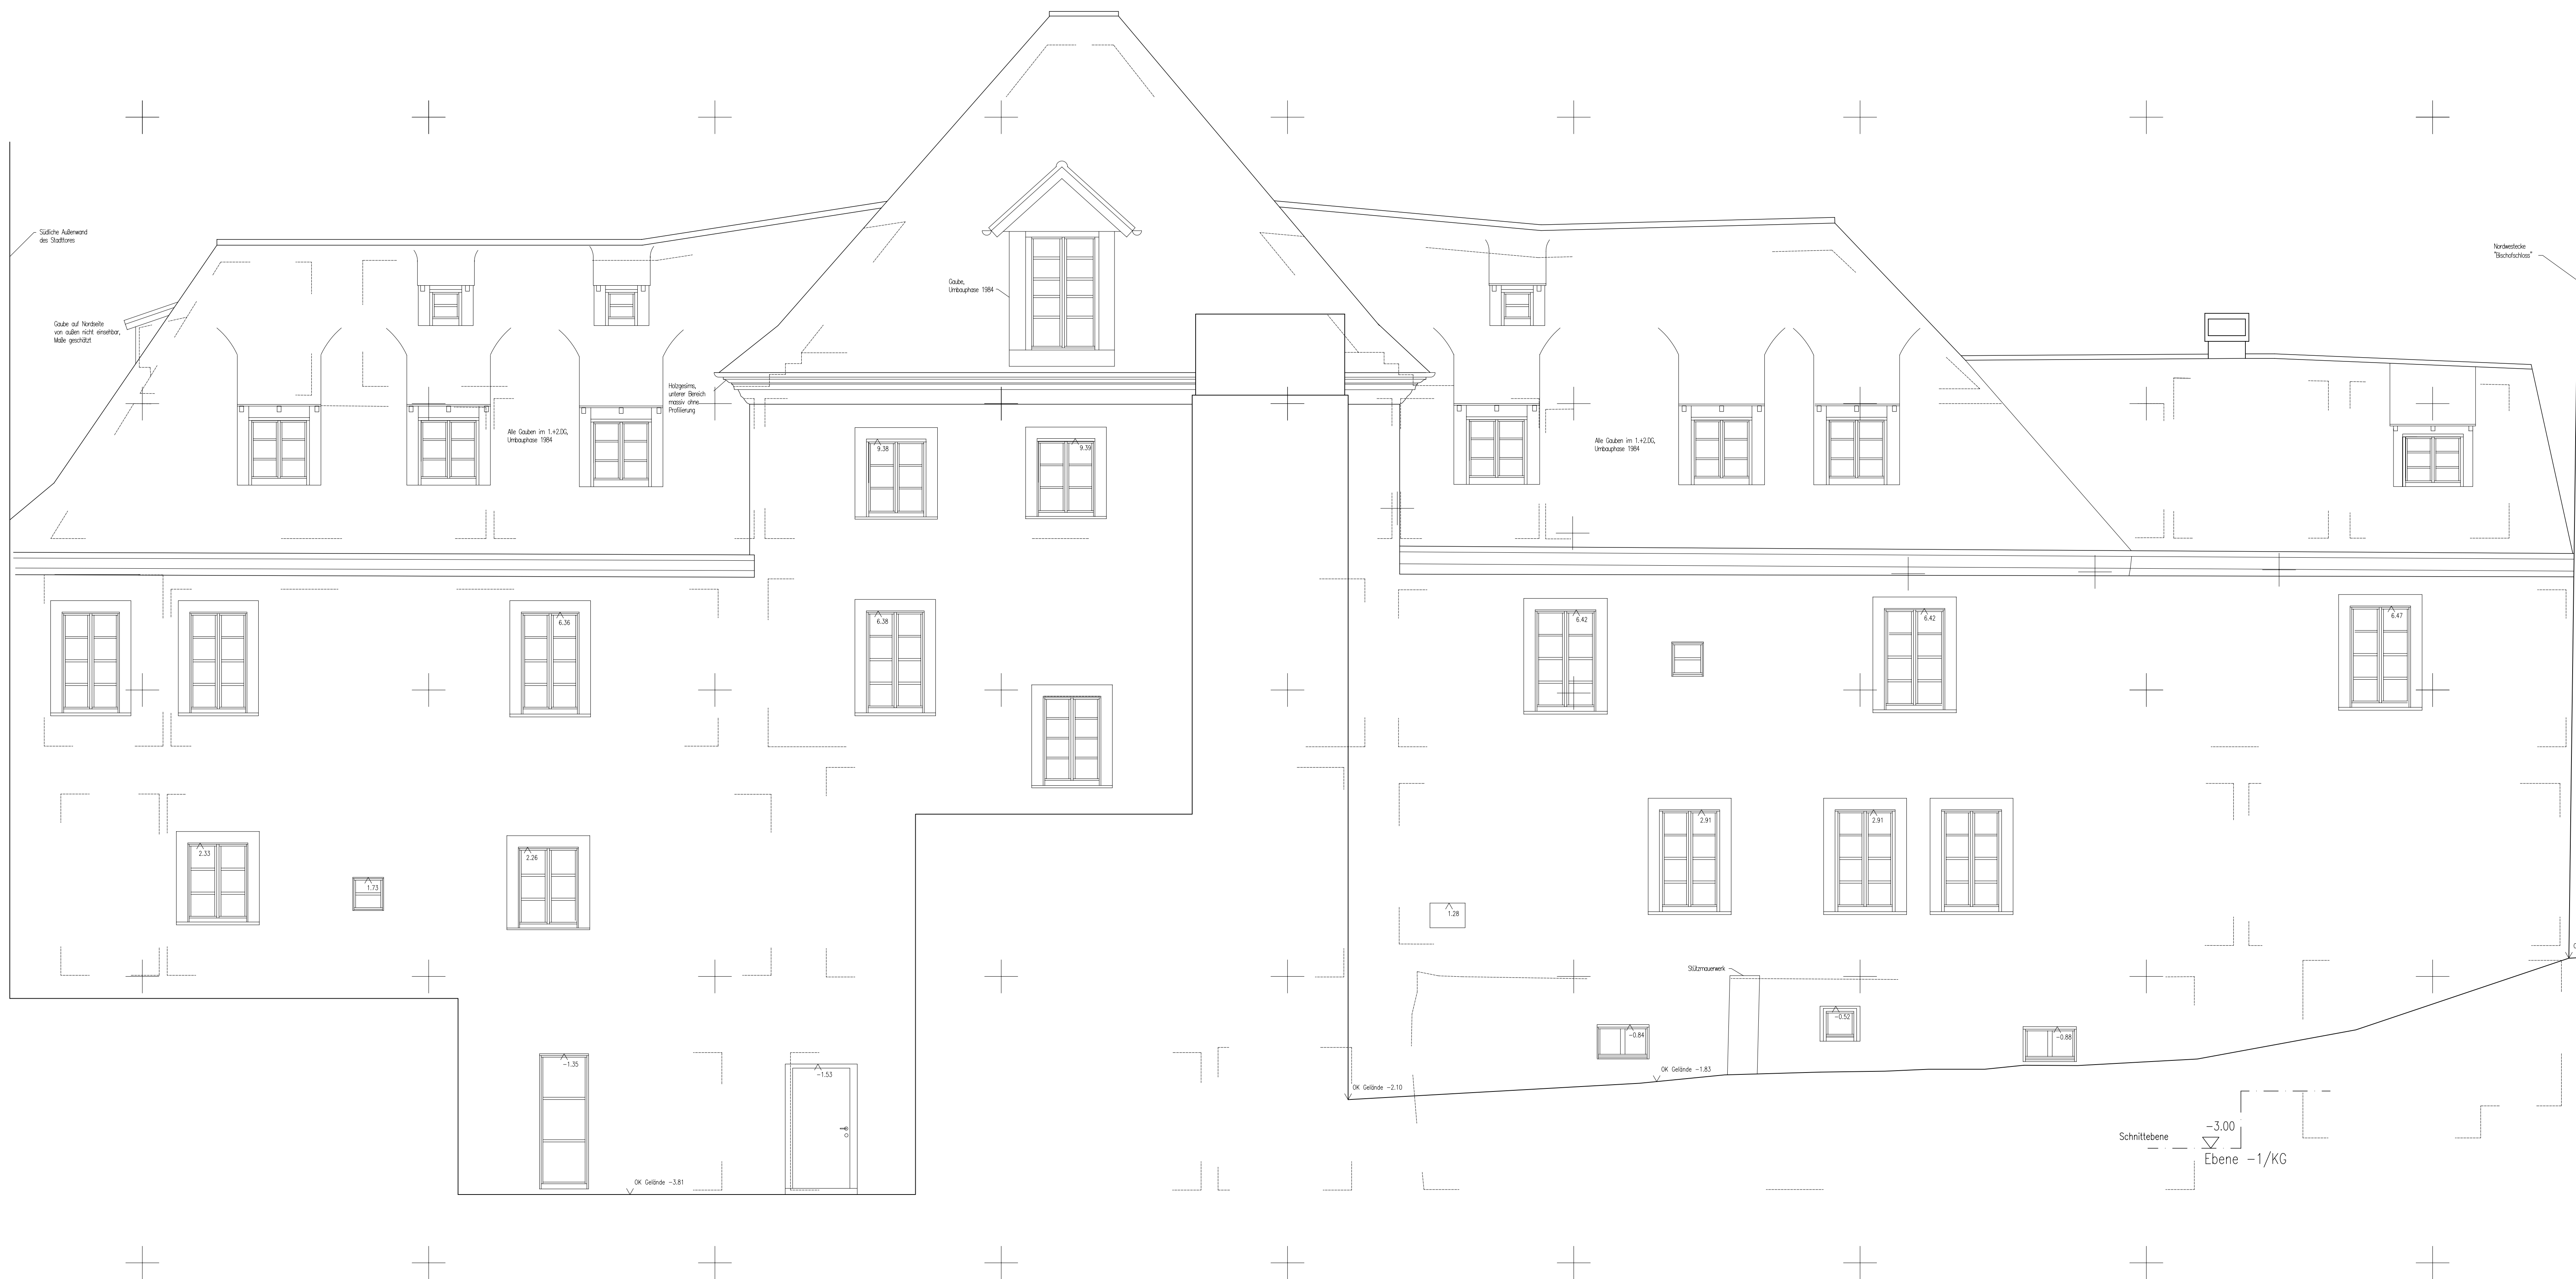 Südliche Außenwand
des Stadttores
Nordwestecke
"Bischofschloss"
Gaube,
Umbauphase 1984
Gaube auf Nordseite
von außen nicht einsehbar,
Maße geschätzt
Holzgesims,
unterer Bereich
massiv ohne
Profilierung
Alle Gauben im 1.+2.DG,
Umbauphase 1984
Alle Gauben im 1.+2.DG,
Umbauphase 1984
9.38
9.39
6.36
6.38
6.42
6.42
6.47
2.91
2.91
2.33
2.26
1.73
1.28
Stützmauerwerk
-0.52
-0.84
-0.88
-1.35
-1.53
OK Gelände -1.83
OK Gelände -2.10
-3.00
Schnittebene
Ebene -1/KG
OK Gelände -3.81